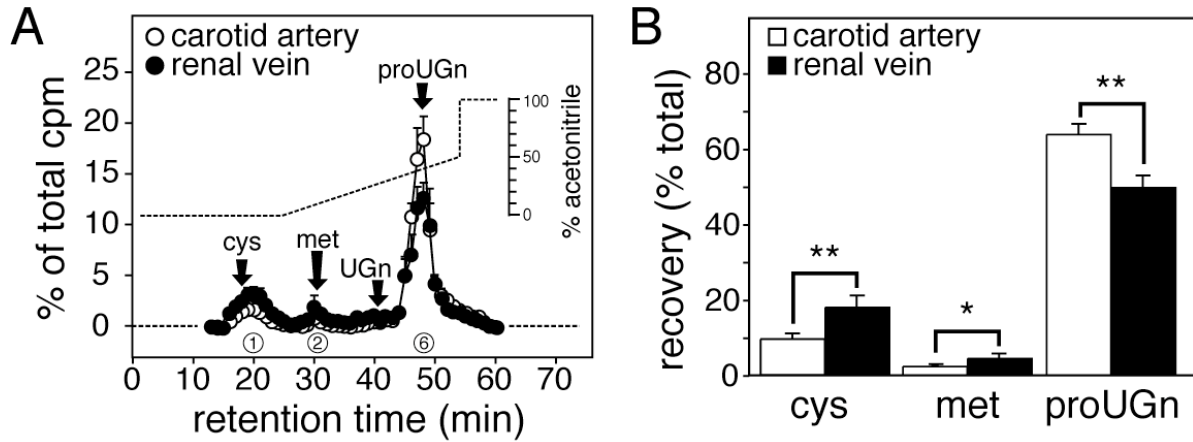 A
carotid artery
renal vein
% of total cpm
25
20
15
10
5
0
proUGn
cys
met
UGn
100
50
0
% acetonitrile
1
2
6
0 10 20 30 40 50 60 70
retention time (min)
B
carotid artery
renal vein
recovery (% total)
80
60
40
20
0
**
*
**
cys met proUGn